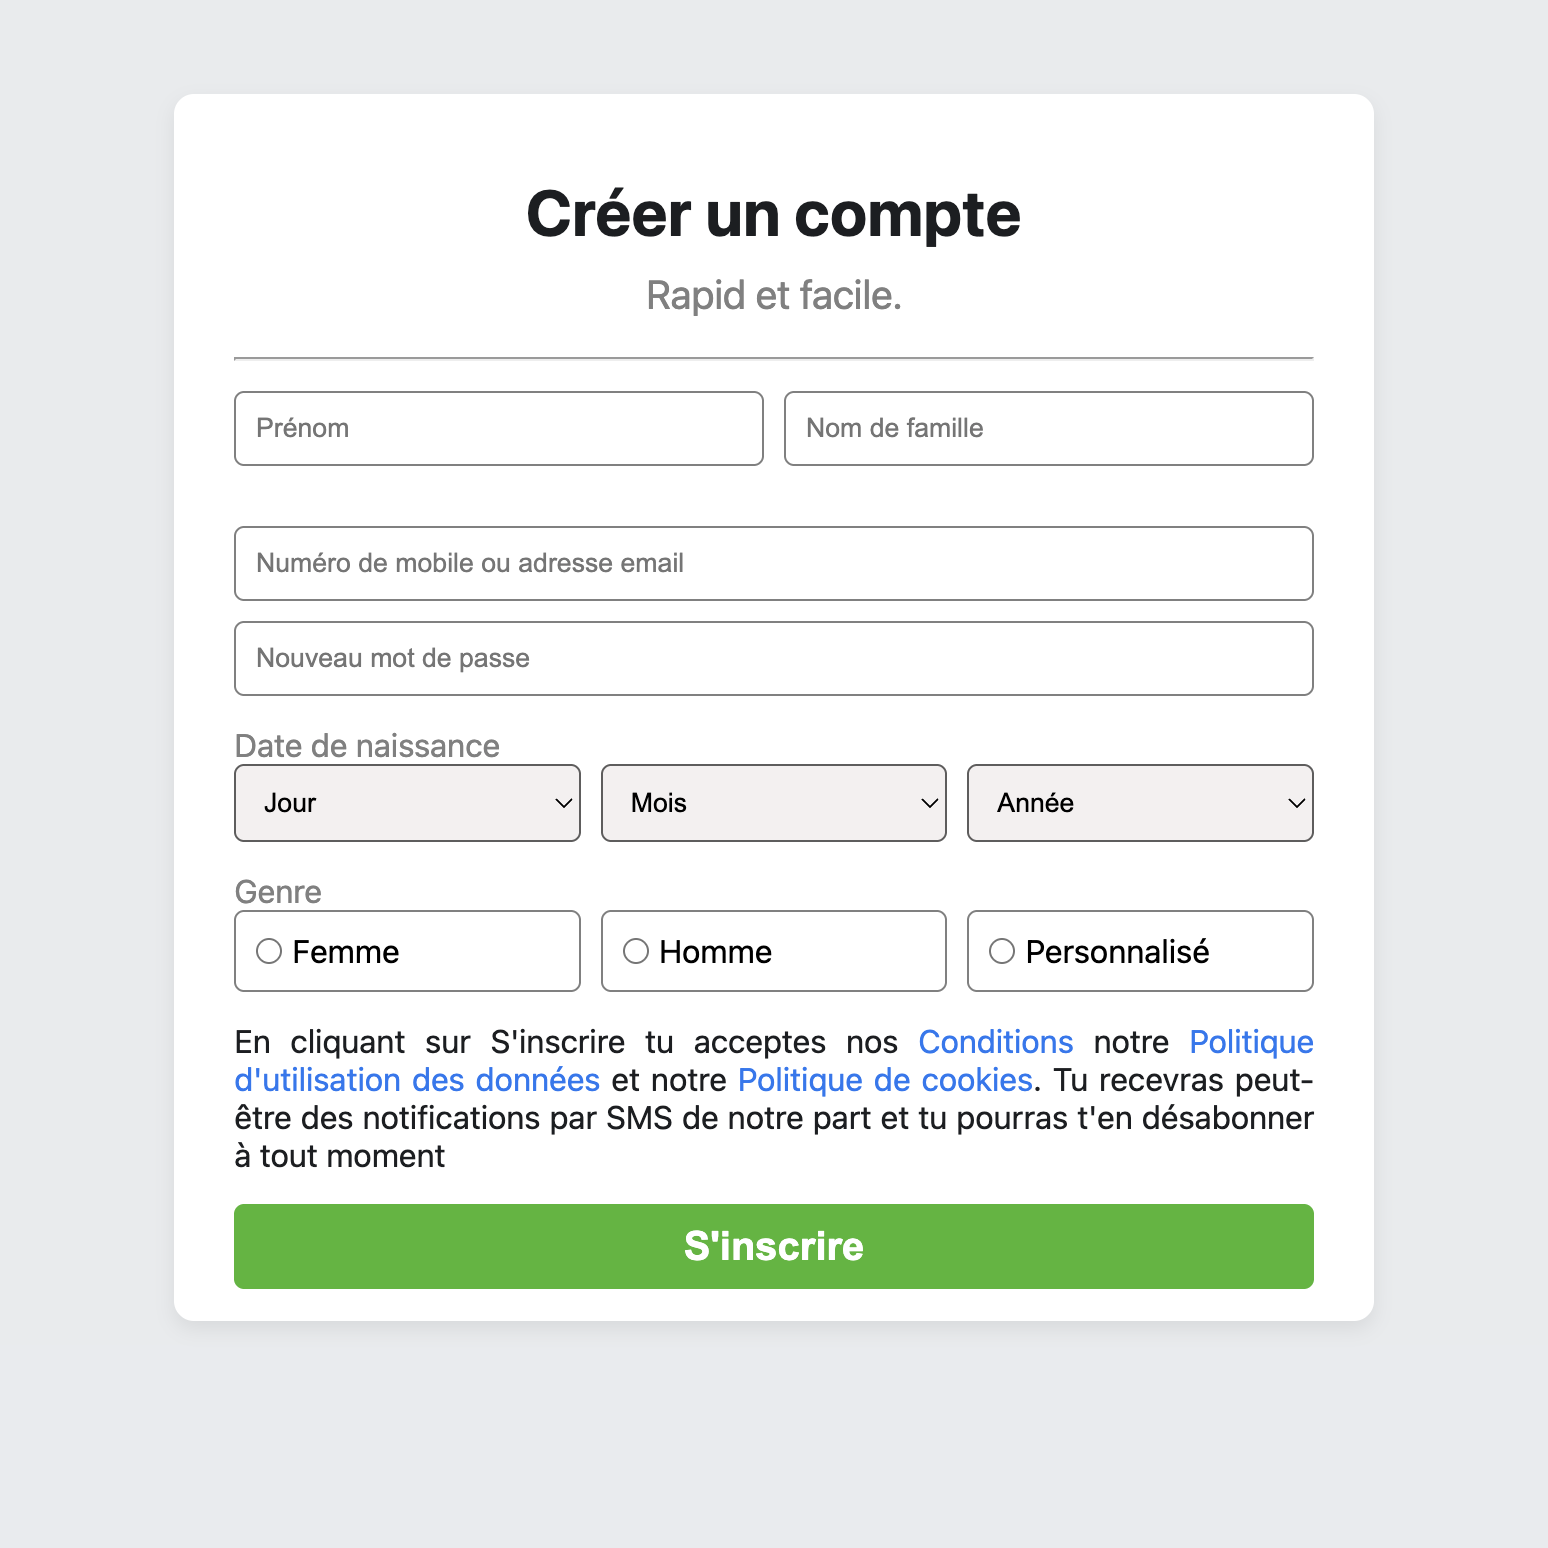 Créer un compte
Rapid et facile.
Prénom
Nom de famille
Numéro de mobile ou adresse email
Nouveau mot de passe
Date de naissance
Jour
Mois
Année
Genre
Femme
Homme
Personnalisé
En cliquant sur S'inscrire tu acceptes nos Conditions notre Politique
d'utilisation des données et notre Politique de cookies. Tu recevras peut-
être des notifications par SMS de notre part et tu pourras t'en désabonner
à tout moment
S'inscrire